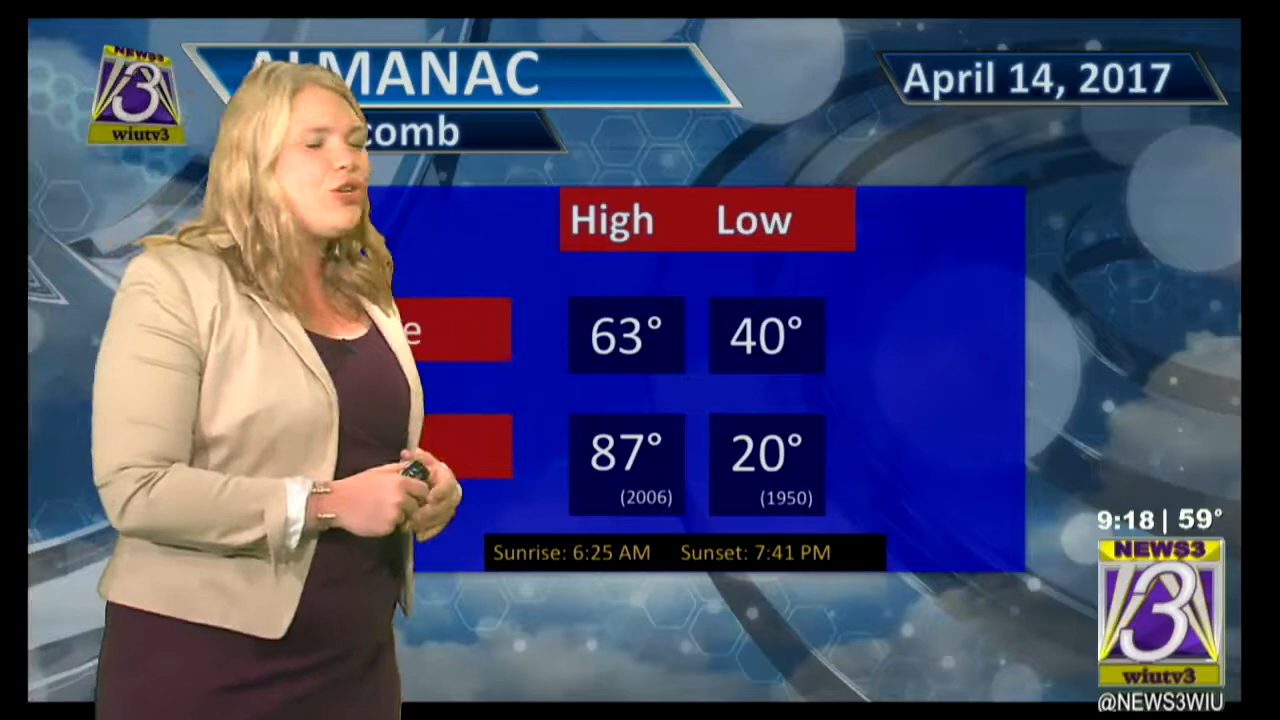 NEWS3
3
wiutv3
ALMANAC
April 14, 2017
comb
High Low
e
63° 40°
87° 20°
(2006) (1950)
Sunrise: 6:25 AM Sunset: 7:41 PM
9:18 | 59°
NEWS3
3
wiutv3
@NEWS3WIU